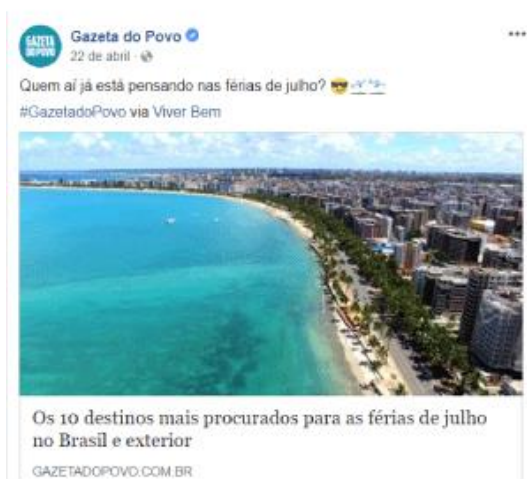 GAZETA
DO POVO
Gazeta do Povo
22 de abril
Quem aí já está pensando nas férias de julho?
#GazetadoPovo via Viver Bem
Os 10 destinos mais procurados para as férias de julho
no Brasil e exterior
GAZETADOPOVO.COM.BR